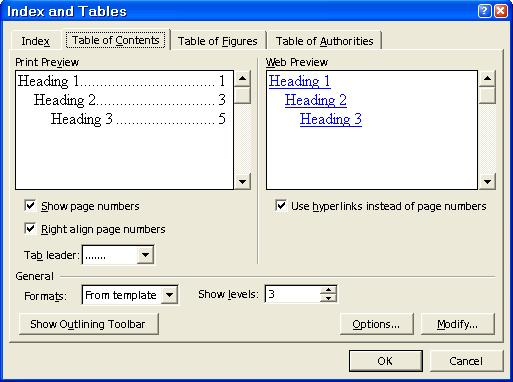 Index and Tables
Index Table of Contents Table of Figures Table of Authorities
Print Preview
Heading 1................................ 1
Heading 2............................ 3
Heading 3........................ 5
Web Preview
Heading 1
Heading 2
Heading 3
Show page numbers
Right align page numbers
Tab leader: .......
Use hyperlinks instead of page numbers
General
Formats: From template Show levels: 3
Show Outlining Toolbar Options... Modify...
OK Cancel